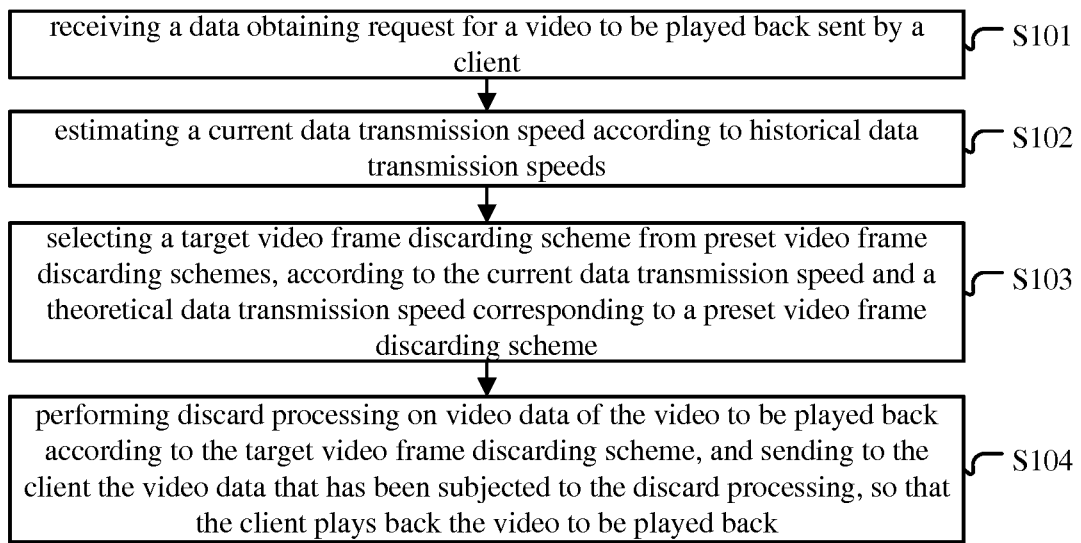 receiving a data obtaining request for a video to be played back sent by a
client
S101
estimating a current data transmission speed according to historical data
transmission speeds
S102
selecting a target video frame discarding scheme from preset video frame
discarding schemes, according to the current data transmission speed and a
theoretical data transmission speed corresponding to a preset video frame
discarding scheme
S103
performing discard processing on video data of the video to be played back
according to the target video frame discarding scheme, and sending to the
client the video data that has been subjected to the discard processing, so that
the client plays back the video to be played back
S104